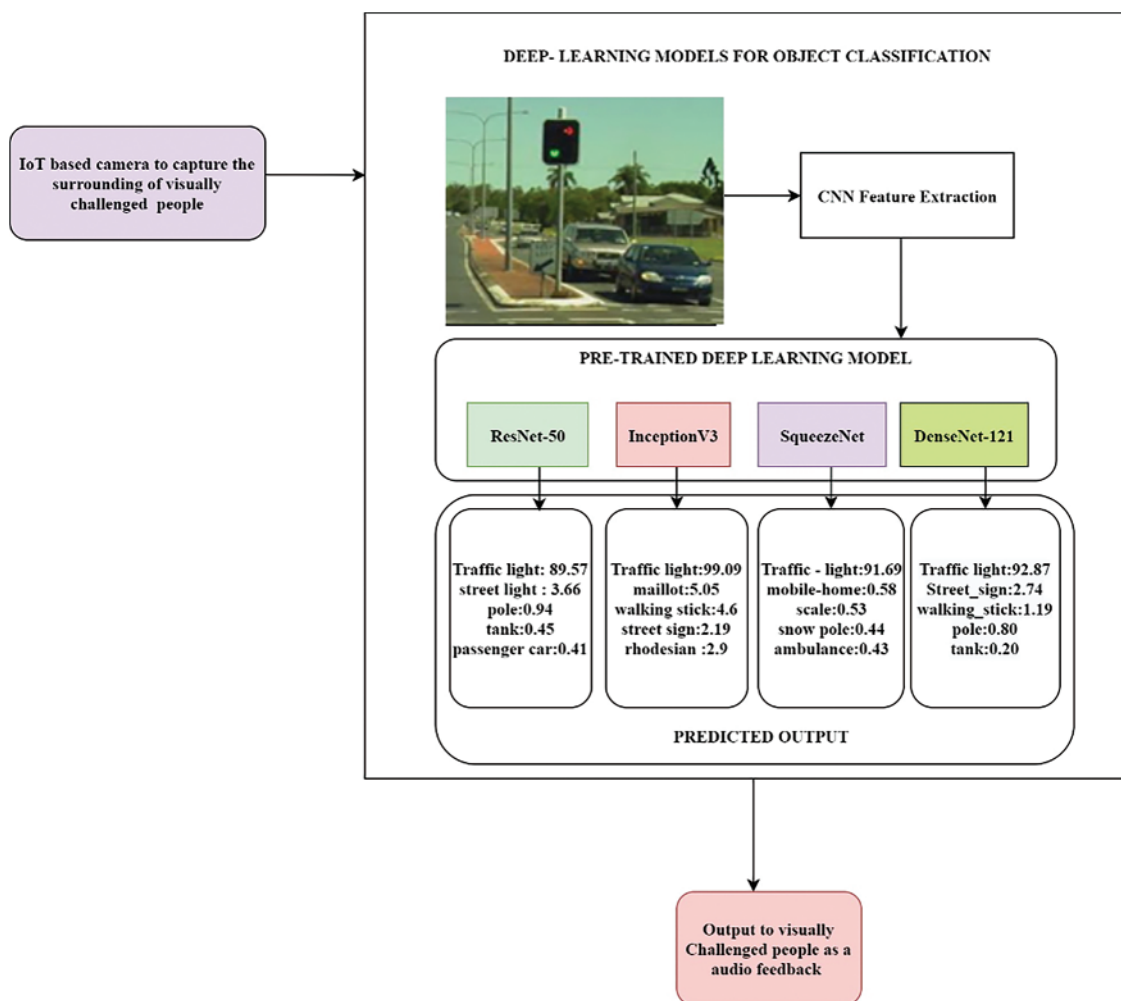 DEEP- LEARNING MODELS FOR OBJECT CLASSIFICATION
IoT based camera to capture the
surrounding of visually
challenged people
CNN Feature Extraction
PRE-TRAINED DEEP LEARNING MODEL
ResNet-50
InceptionV3
SqueezeNet
DenseNet-121
Traffic light: 89.57
street light : 3.66
pole:0.94
tank:0.45
passenger car:0.41
Traffic light:99.09
maillot:5.05
walking stick:4.6
street sign:2.19
rhodesian :2.9
Traffic - light:91.69
mobile-home:0.58
scale:0.53
snow pole:0.44
ambulance:0.43
Traffic light:92.87
Street_sign:2.74
walking_stick:1.19
pole:0.80
tank:0.20
PREDICTED OUTPUT
Output to visually
Challenged people as a
audio feedback